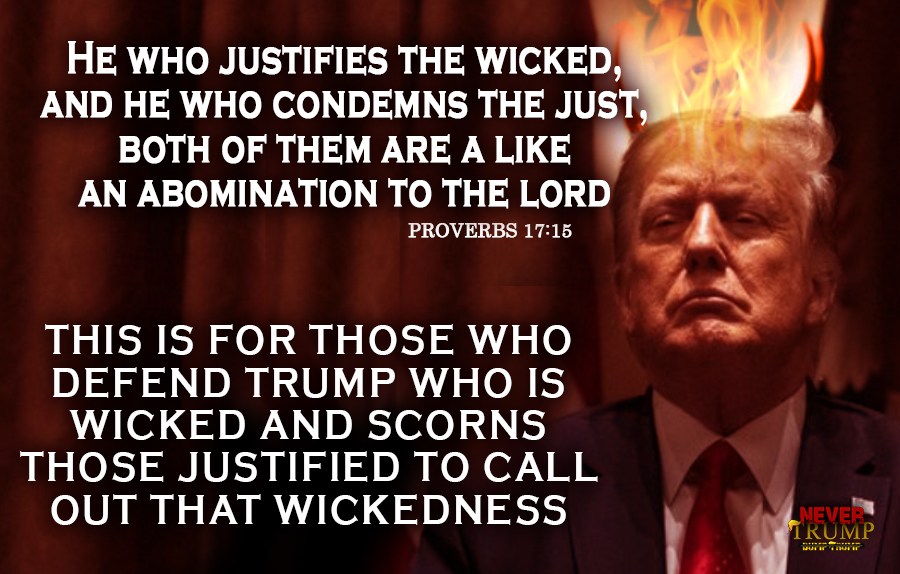 He who justifies the wicked,
and he who condemns the just,
both of them are a like
an abomination to the Lord
PROVERBS 17:15
THIS IS FOR THOSE WHO
DEFEND TRUMP WHO IS
WICKED AND SCORNS
THOSE JUSTIFIED TO CALL
OUT THAT WICKEDNESS
NEVER
TRUMP
DUMP TRUMP